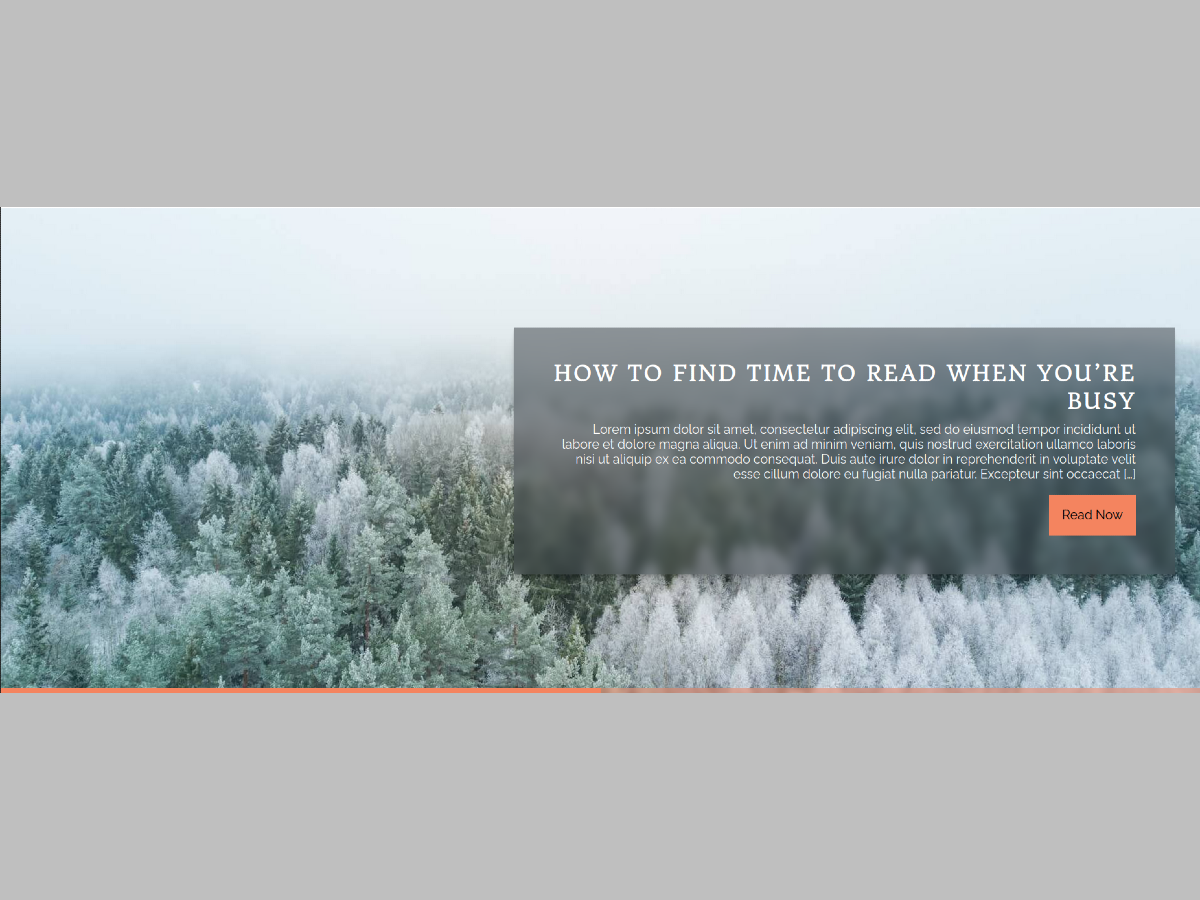 HOW TO FIND TIME TO READ WHEN YOU’RE
BUSY
Lorem ipsum dolor sit amet, consectetur adipiscing elit, sed do eiusmod tempor incididunt ut
labore et dolore magna aliqua. Ut enim ad minim veniam, quis nostrud exercitation ullamco laboris
nisi ut aliquip ex ea commodo consequat. Duis aute irure dolor in reprehenderit in voluptate velit
esse cillum dolore eu fugiat nulla pariatur. Excepteur sint occaecat [...]
Read Now